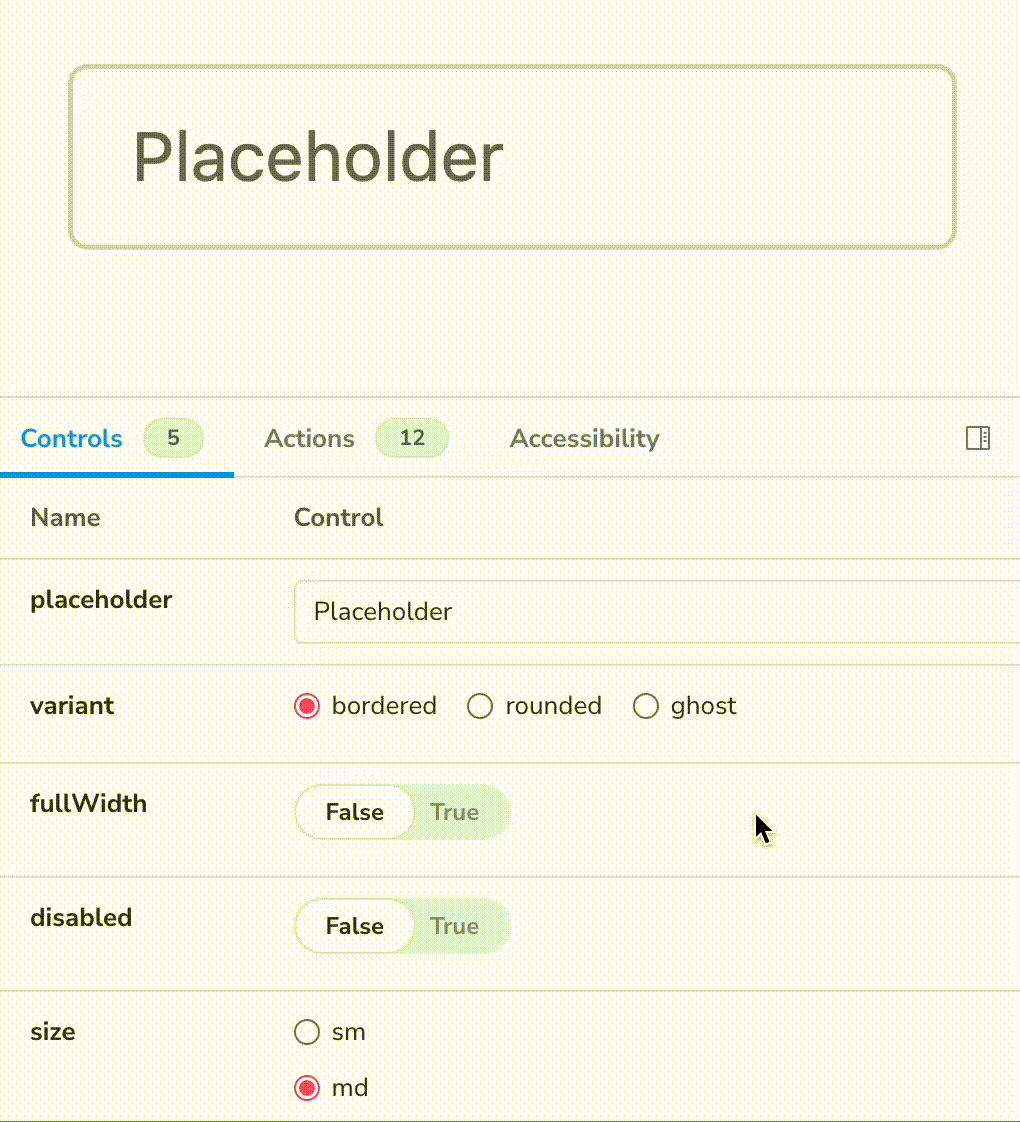 Placeholder
Controls 5 Actions 12 Accessibility
Name Control
placeholder Placeholder
variant bordered rounded ghost
fullWidth False True
disabled False True
size sm
md